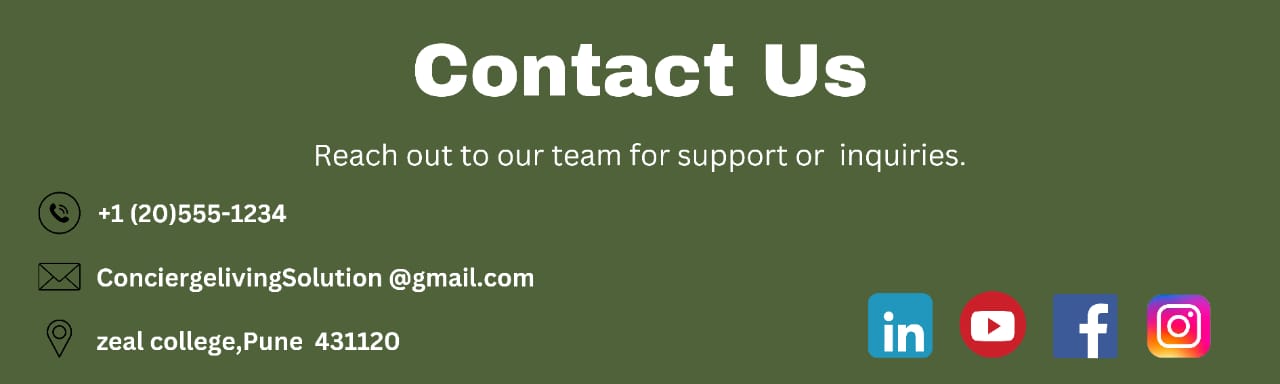 Contact Us
Reach out to our team for support or  inquiries.
+1 (20)555-1234
ConciergelivingSolution @gmail.com
zeal college,Pune  431120
in